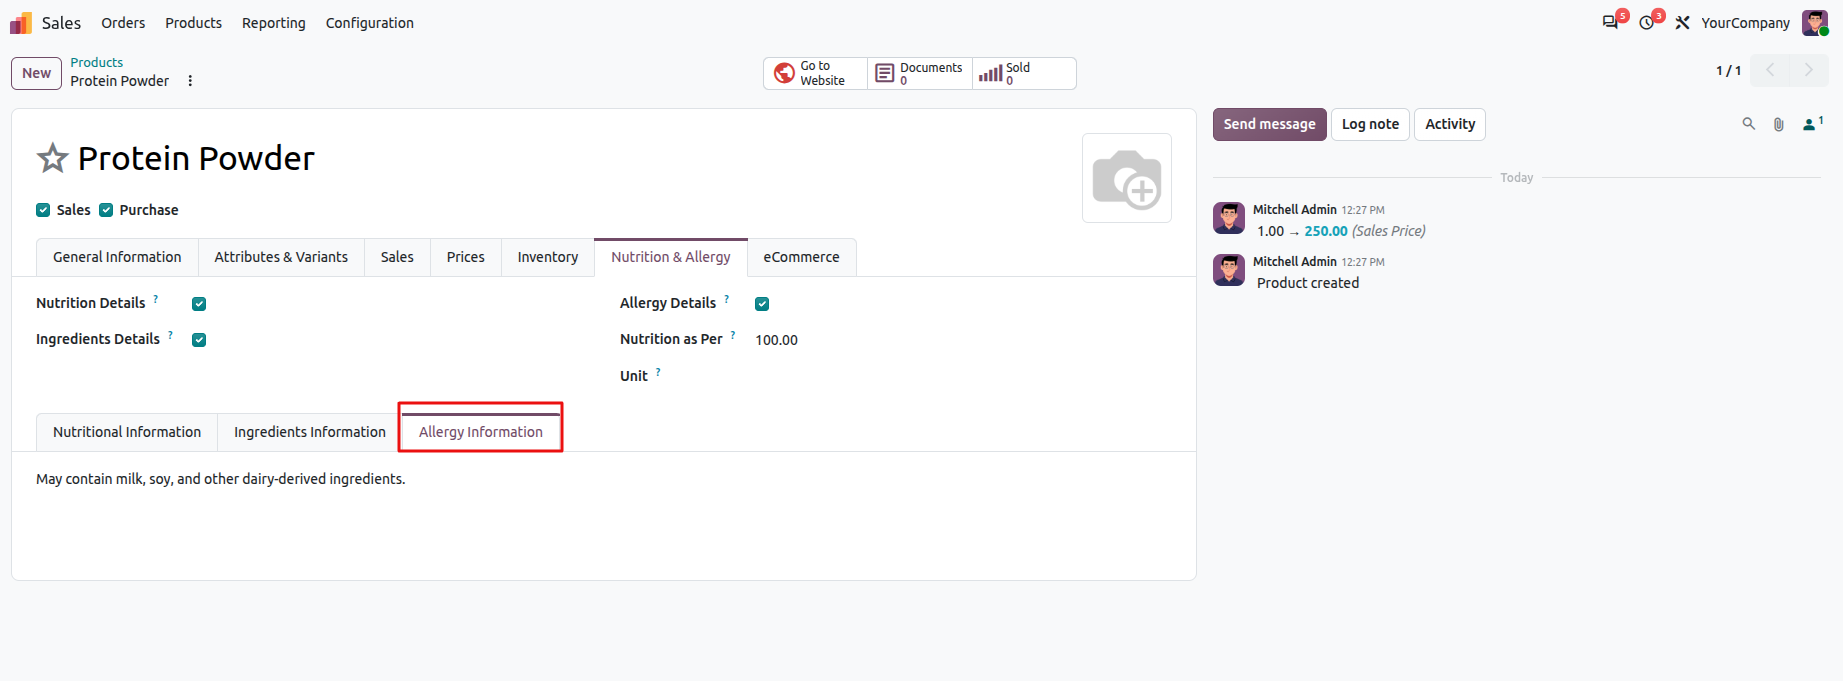 Sales Orders Products Reporting Configuration 5 3 YourCompany
New Products
Protein Powder
Go to Website
Documents 0
Sold 0
1 / 1
Protein Powder
Sales Purchase
General Information Attributes & Variants Sales Prices Inventory Nutrition & Allergy eCommerce
Nutrition Details ? Allergy Details ?
Ingredients Details ? Nutrition as Per ? 100.00
Unit ?
Nutritional Information Ingredients Information Allergy Information
May contain milk, soy, and other dairy-derived ingredients.
Send message Log note Activity 1
Today
Mitchell Admin 12:27 PM
1.00 → 250.00 (Sales Price)
Mitchell Admin 12:27 PM
Product created